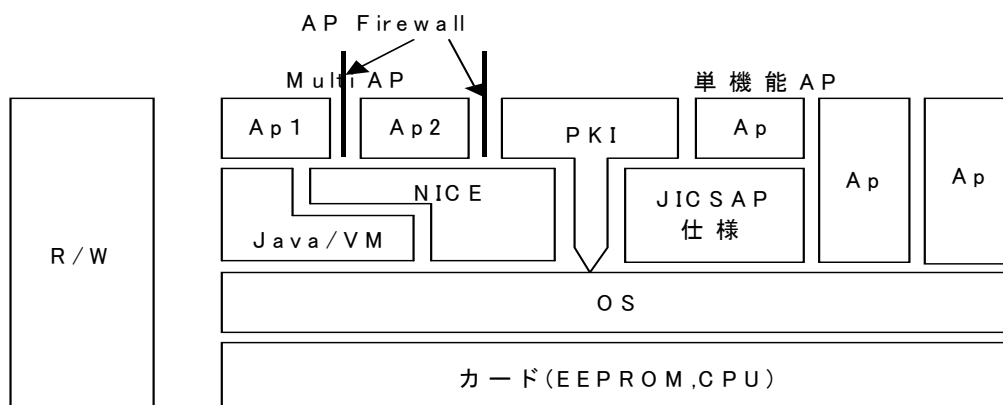 AP Firewall
Multi AP
単機能AP
Ap1
Ap2
PKI
Ap
Ap
Ap
NICE
JICSAP
仕様
Java/VM
R/W
OS
カード(EEPROM,CPU)